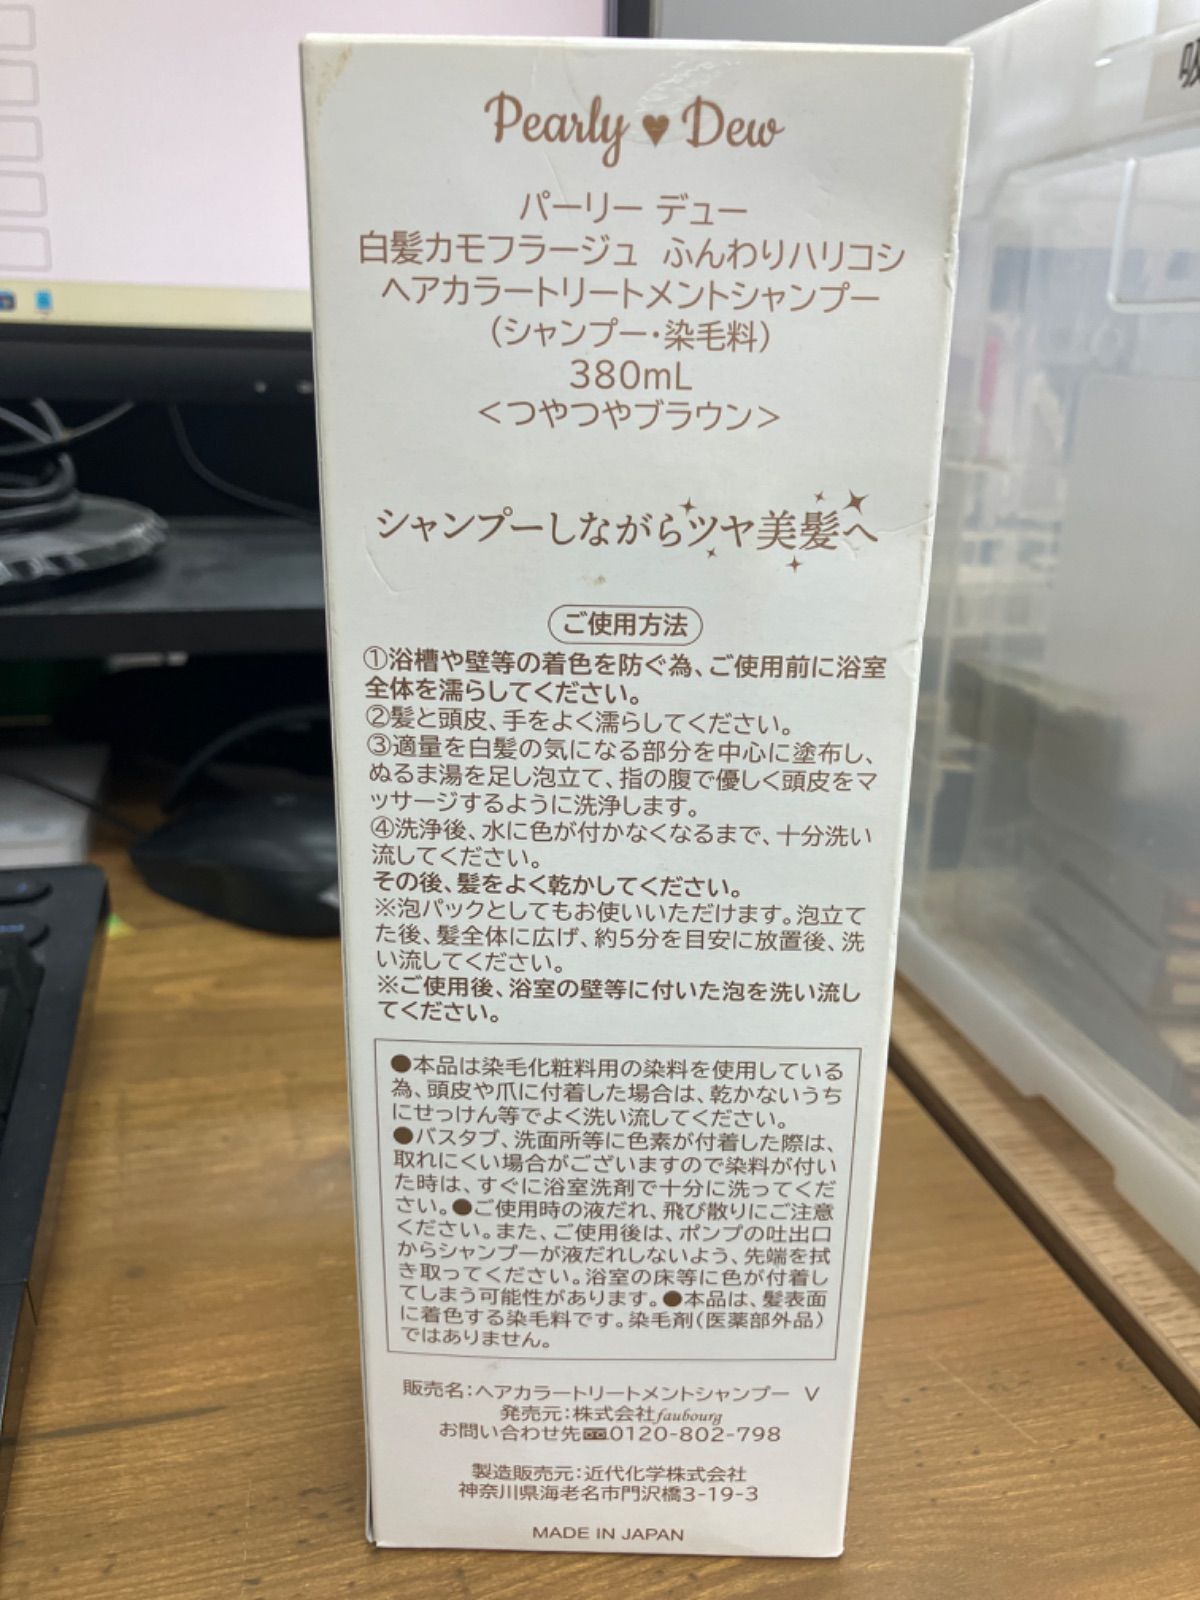 Pearly ♥ Dew
パーリー デュー
白髪カモフラージュ ふんわりハリコシ
ヘアカラートリートメントシャンプー
(シャンプー・染毛料)
380mL
<つやつやブラウン>
シャンプーしながらツヤ美髪へ
ご使用方法
①浴槽や壁等の着色を防ぐ為、ご使用前に浴室
全体を濡らしてください。
②髪と頭皮、手をよく濡らしてください。
③適量を白髪の気になる部分を中心に塗布し、
ぬるま湯を足し泡立て、指の腹で優しく頭皮をマ
ッサージするように洗浄します。
④洗浄後、水に色が付かなくなるまで、十分洗い
流してください。
その後、髪をよく乾かしてください。
※泡パックとしてもお使いいただけます。泡立て
た後、髪全体に広げ、約5分を目安に放置後、洗
い流してください。
※ご使用後、浴室の壁等に付いた泡を洗い流し
てください。
●本品は染毛化粧料用の染料を使用している
為、頭皮や爪に付着した場合は、乾かないうち
にせっけん等でよく洗い流してください。
●バスタブ、洗面所等に色素が付着した際は、
取れにくい場合がございますので染料が付い
た時は、すぐに浴室洗剤で十分に洗ってくだ
さい。●ご使用時の液だれ、飛び散りにご注意
ください。また、ご使用後は、ポンプの吐出口
からシャンプーが液だれしないよう、先端を拭
き取ってください。浴室の床等に色が付着し
てしまう可能性があります。●本品は、髪表面
に着色する染毛料です。染毛剤(医薬部外品)
ではありません。
販売名:ヘアカラートリートメントシャンプー V
発売元:株式会社faubourg
お問い合わせ先 0120-802-798
製造販売元:近代化学株式会社
神奈川県海老名市門沢橋3-19-3
MADE IN JAPAN